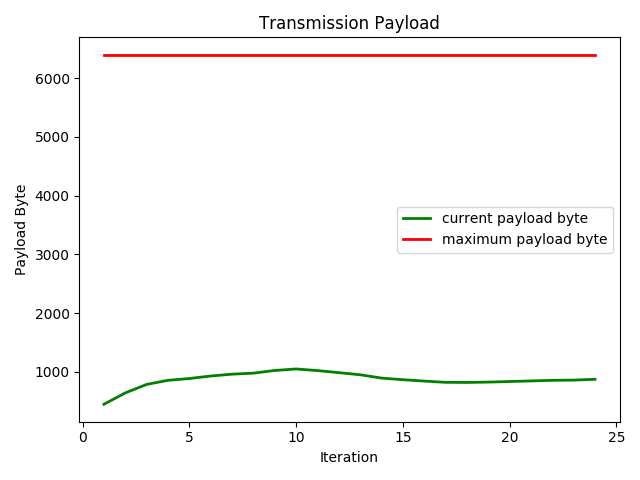 Transmission Payload
Payload Byte
6000
5000
4000
3000
2000
1000
current payload byte
maximum payload byte
0
5
10
15
20
25
Iteration